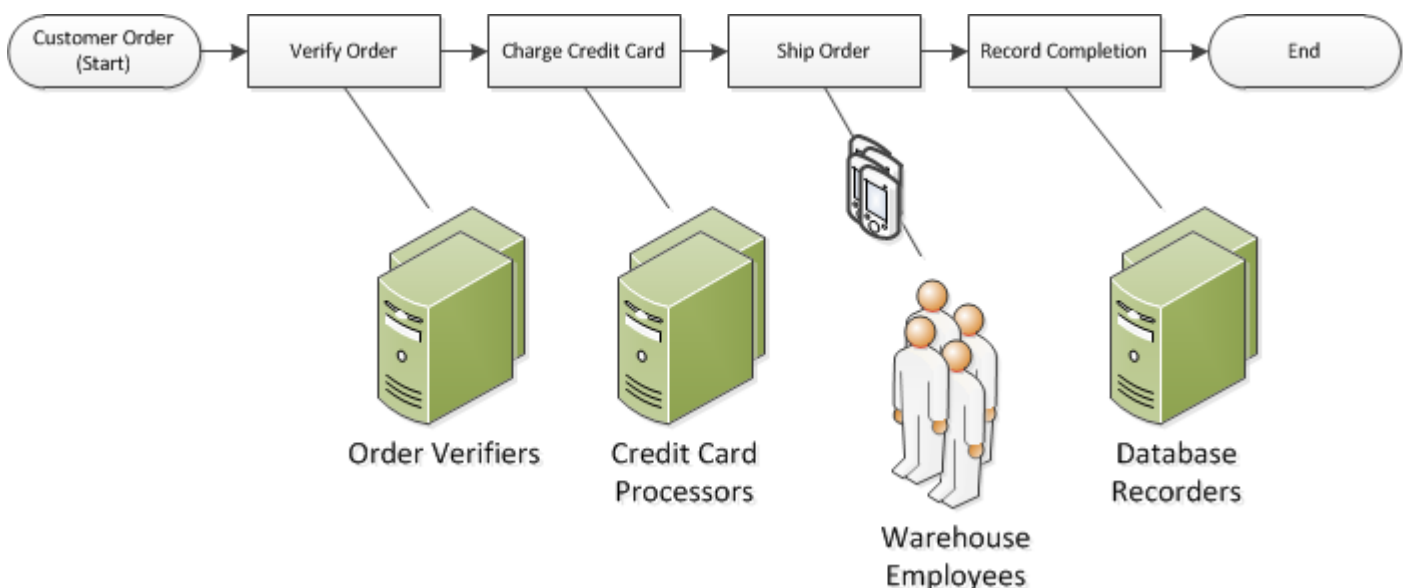 Customer Order
(Start)
Verify Order
Charge Credit Card
Ship Order
Record Completion
End
Order Verifiers
Credit Card
Processors
Warehouse
Employees
Database
Recorders